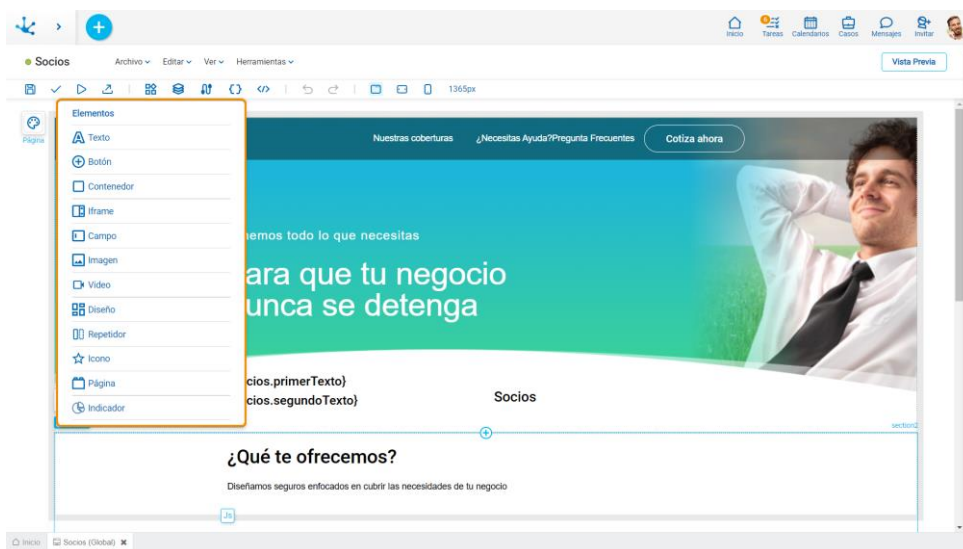 Inicio
6
Tareas
Calendarios
Casos
Mensajes
Invitar
Socios
Archivo
Editar
Ver
Herramientas
Vista Previa
1365px
Página
Elementos
Texto
Botón
Contenedor
Iframe
Campo
Imagen
Video
Diseño
Repetidor
Icono
Página
Indicador
Nuestras coberturas
¿Necesitas Ayuda?Pregunta Frecuentes
Cotiza ahora
emos todo lo que necesitas
ara que tu negocio
unca se detenga
cios.primerTexto}
cios.segundoTexto}
Socios
section2
¿Qué te ofrecemos?
Diseñamos seguros enfocados en cubrir las necesidades de tu negocio
Js
Inicio
Socios (Global)